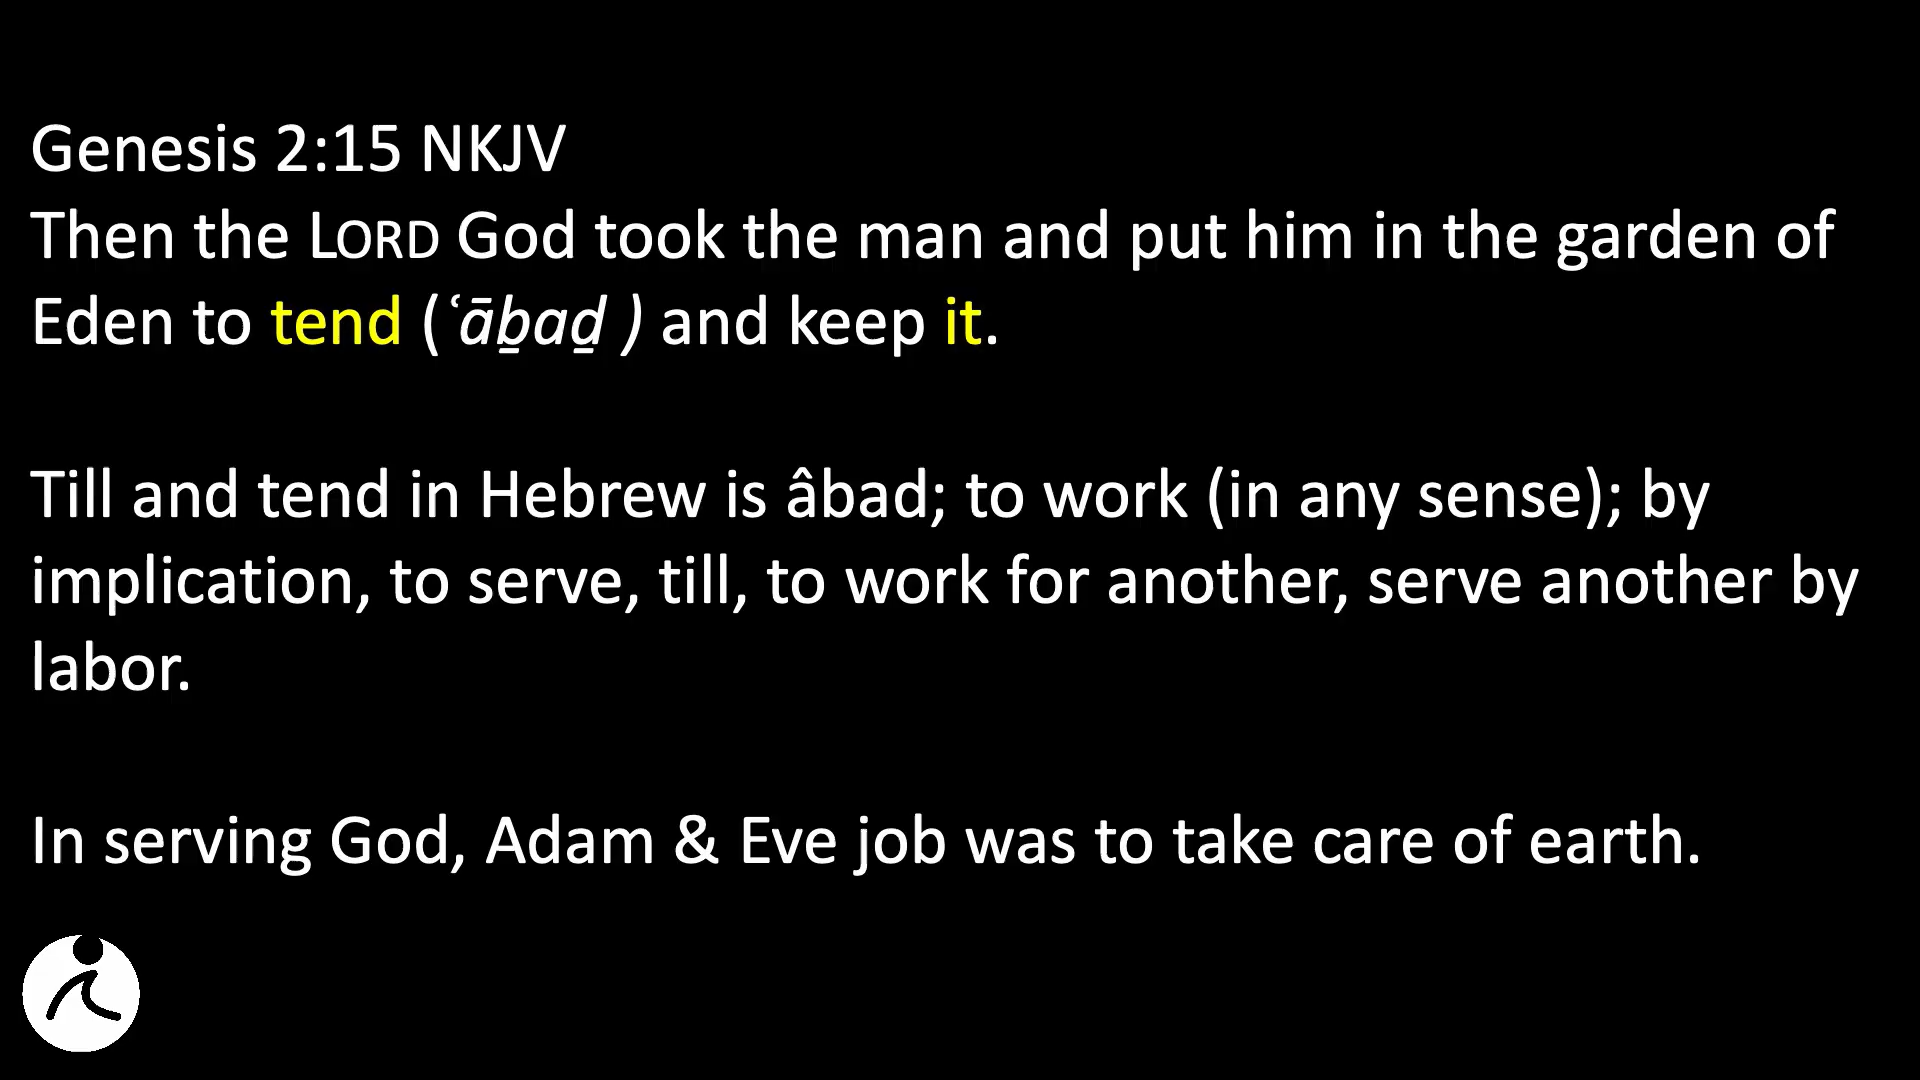 Genesis 2:15 NKJV
Then the LORD God took the man and put him in the garden of
Eden to tend (ʿāḇaḏ ) and keep it.
Till and tend in Hebrew is âbad; to work (in any sense); by
implication, to serve, till, to work for another, serve another by
labor.
In serving God, Adam & Eve job was to take care of earth.